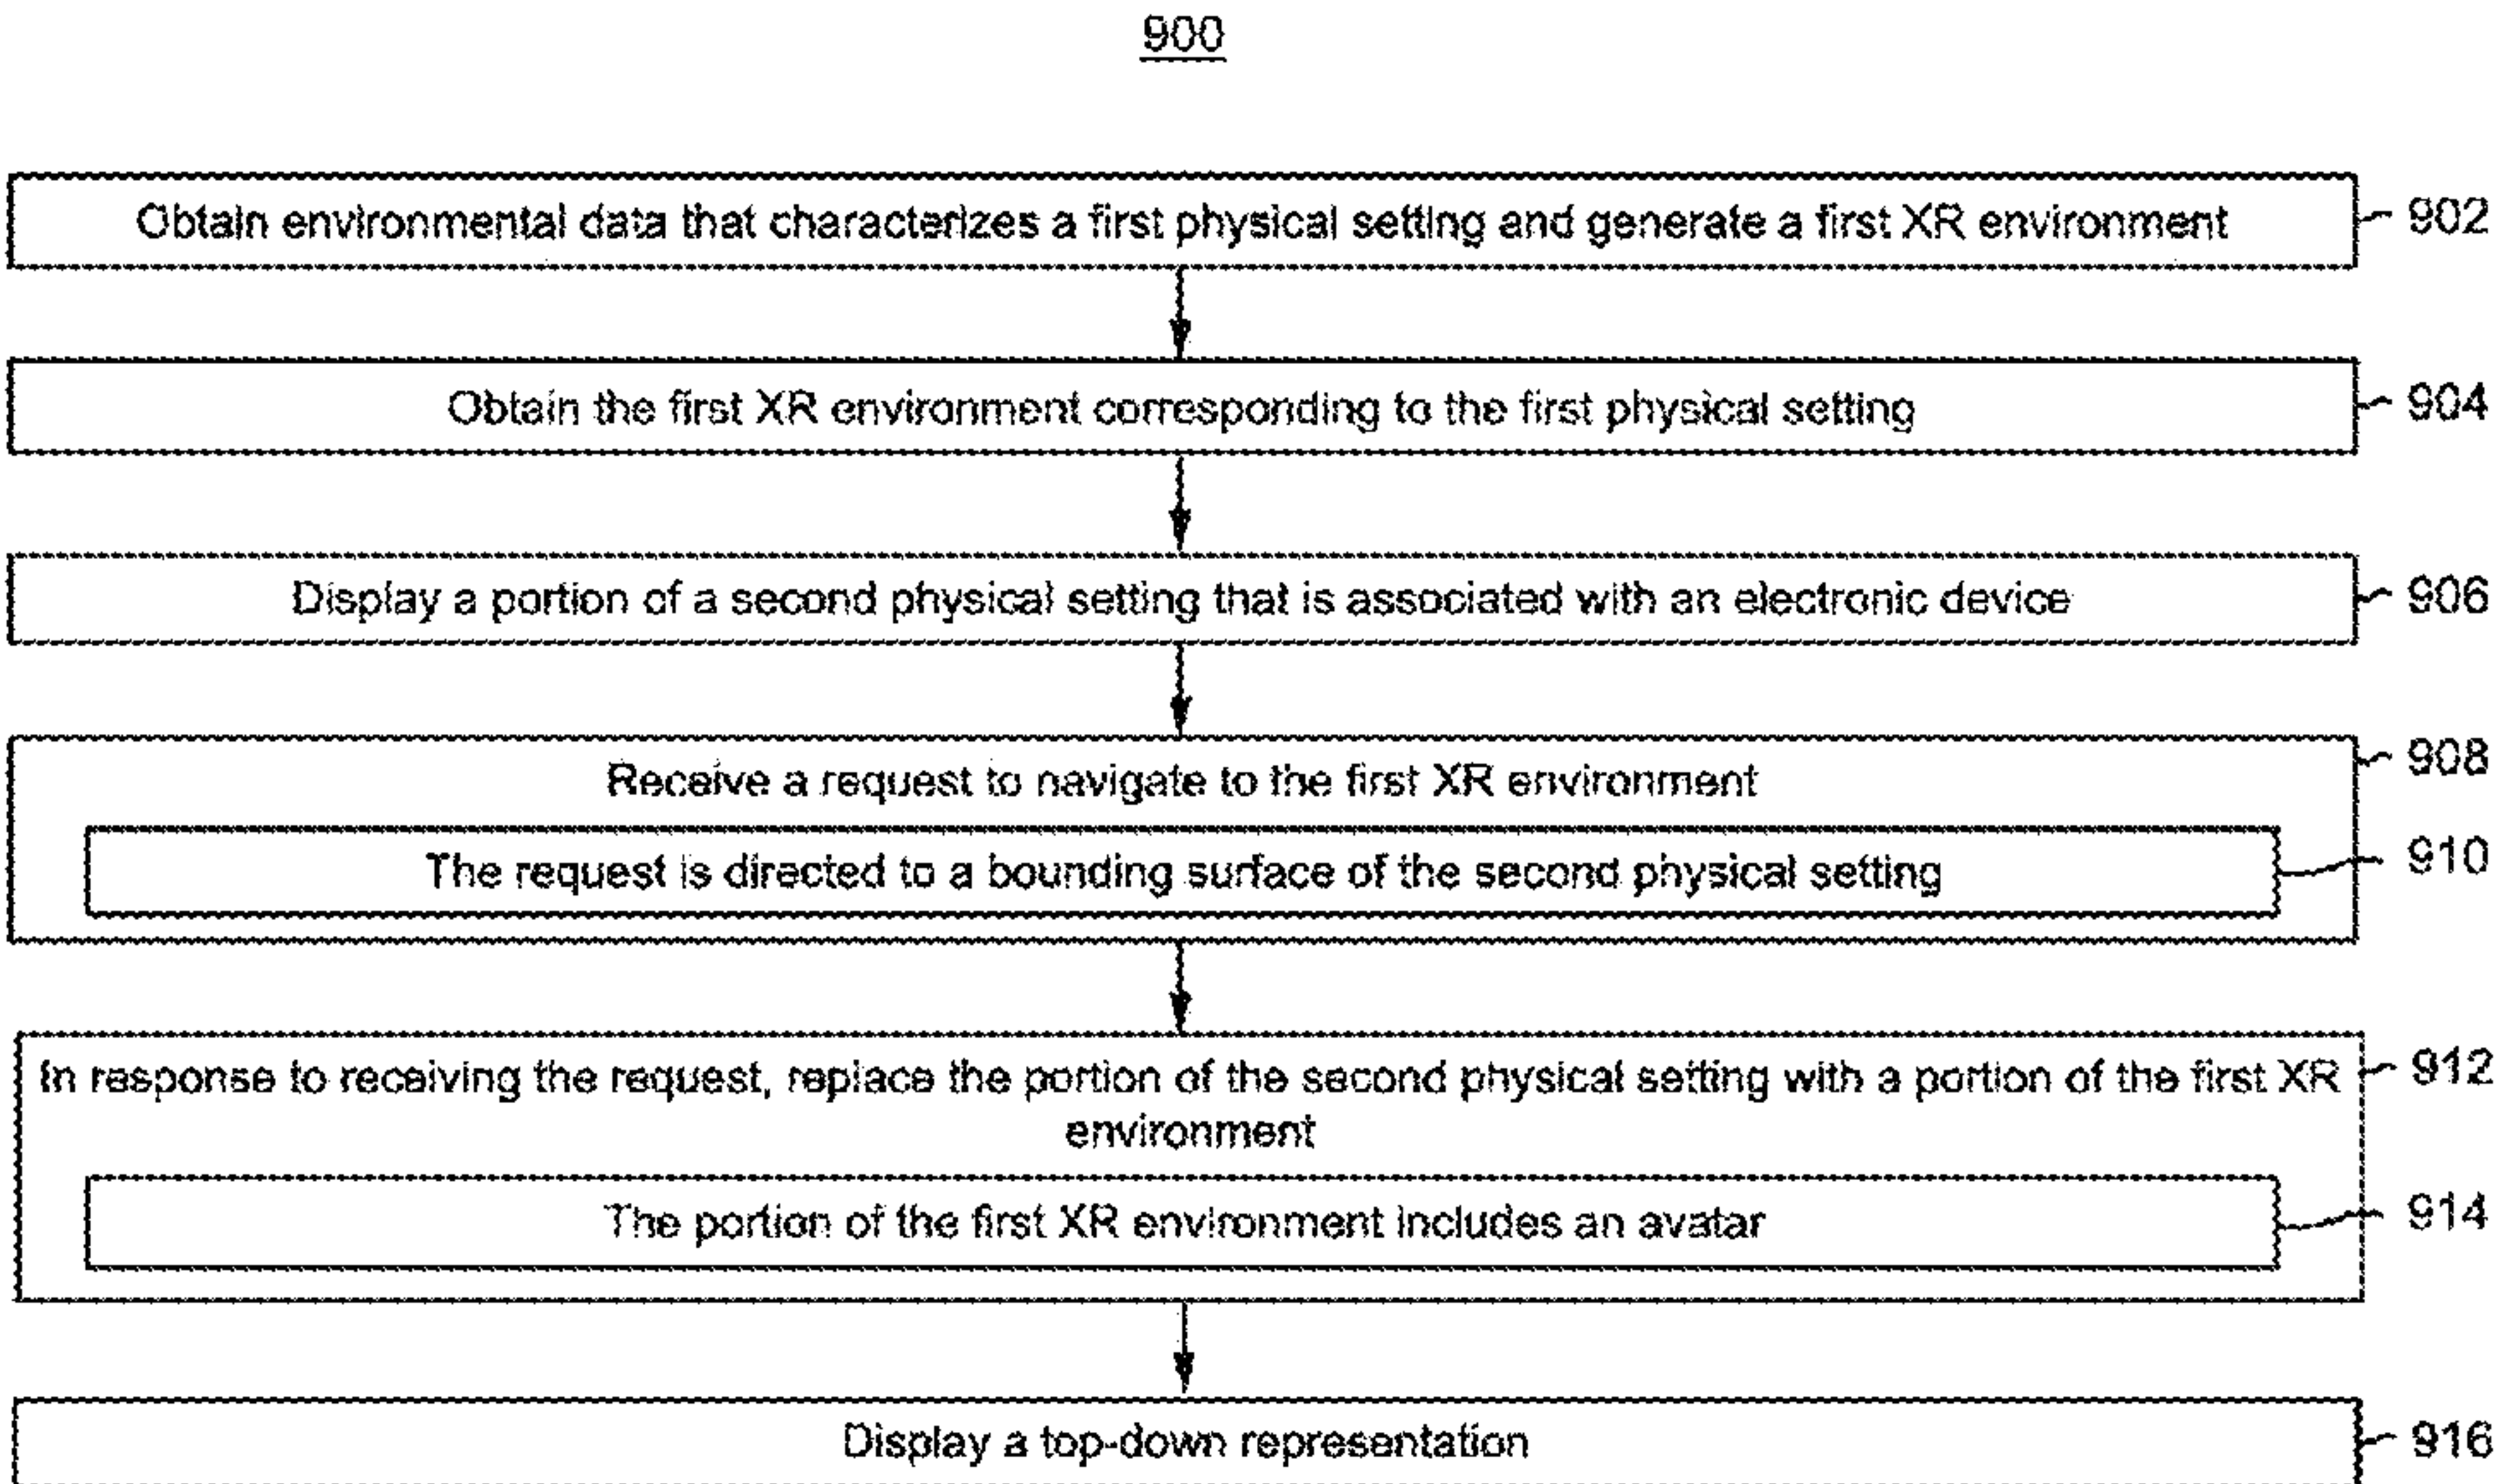 900
Obtain environmental data that characterizes a first physical setting and generate a first XR environment
902
Obtain the first XR environment corresponding to the first physical setting
904
Display a portion of a second physical setting that is associated with an electronic device
906
Receive a request to navigate to the first XR environment
908
The request is directed to a bounding surface of the second physical setting
910
In response to receiving the request, replace the portion of the second physical setting with a portion of the first XR
environment
912
The portion of the first XR environment includes an avatar
914
Display a top-down representation
916